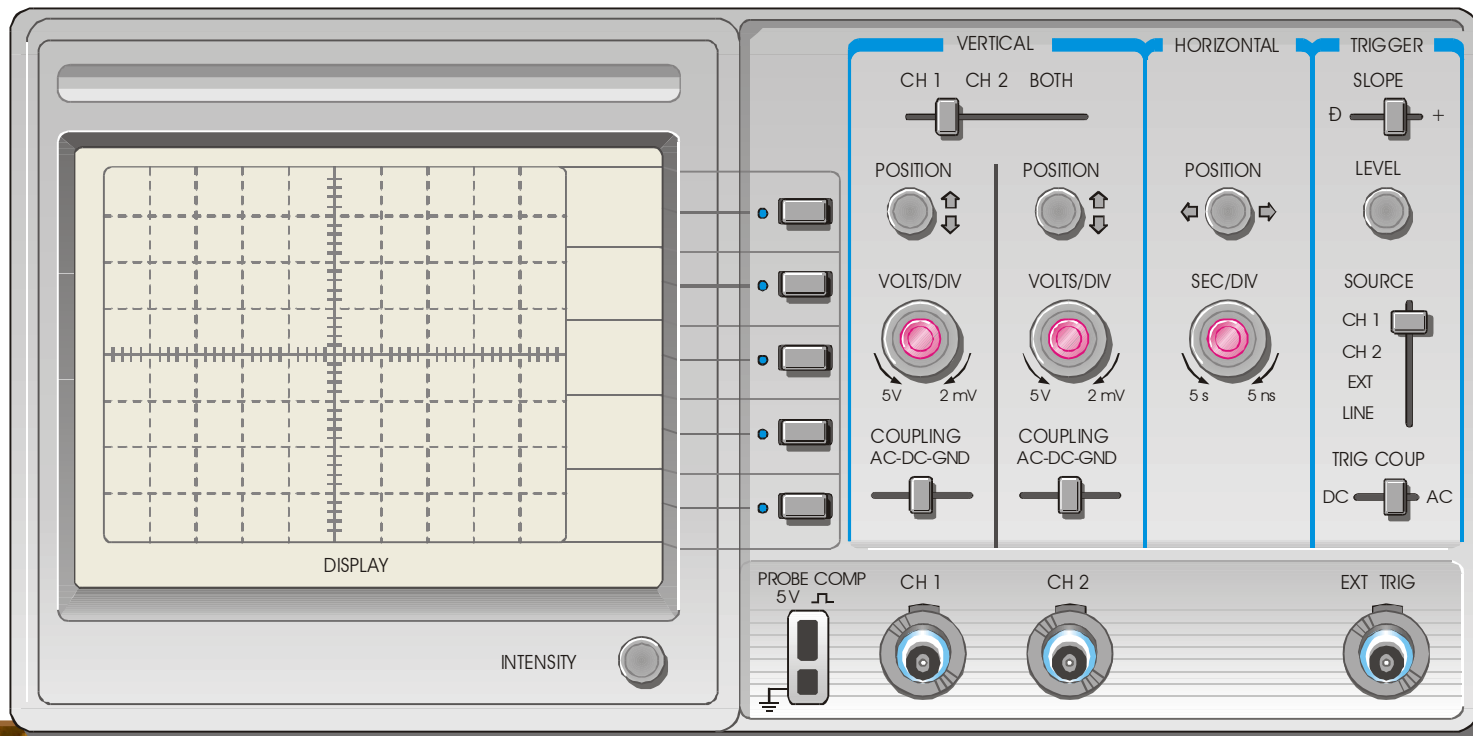 VERTICAL
HORIZONTAL
TRIGGER
CH 1 CH 2 BOTH
SLOPE
Ð +
POSITION
POSITION
POSITION
LEVEL
VOLTS/DIV
VOLTS/DIV
SEC/DIV
SOURCE
CH 1
CH 2
EXT
LINE
5V 2 mV
5V 2 mV
5 s 5 ns
COUPLING
AC-DC-GND
COUPLING
AC-DC-GND
TRIG COUP
DC AC
DISPLAY
INTENSITY
PROBE COMP
5V
CH 1
CH 2
EXT TRIG